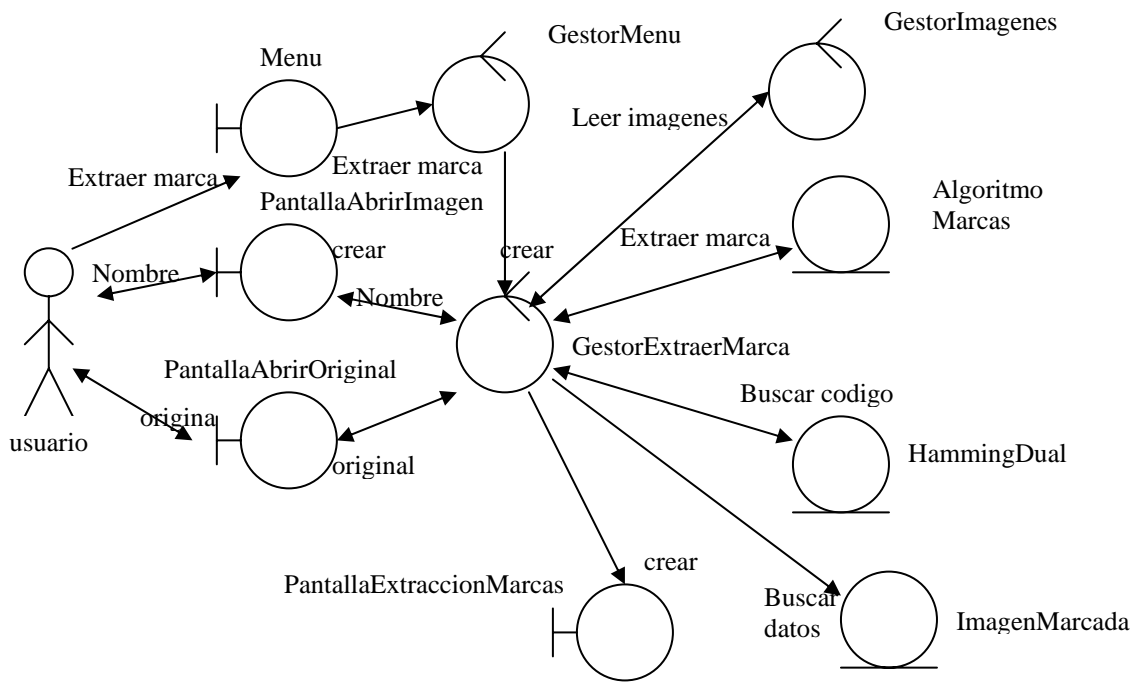 GestorImagenes
GestorMenu
Menu
Leer imagenes
Extraer marca
Extraer marca
Algoritmo
Marcas
PantallaAbrirImagen
Extraer marca
crear
crear
Nombre
Nombre
GestorExtraerMarca
PantallaAbrirOriginal
Buscar codigo
origina
usuario
HammingDual
original
crear
PantallaExtraccionMarcas
Buscar
datos
ImagenMarcada